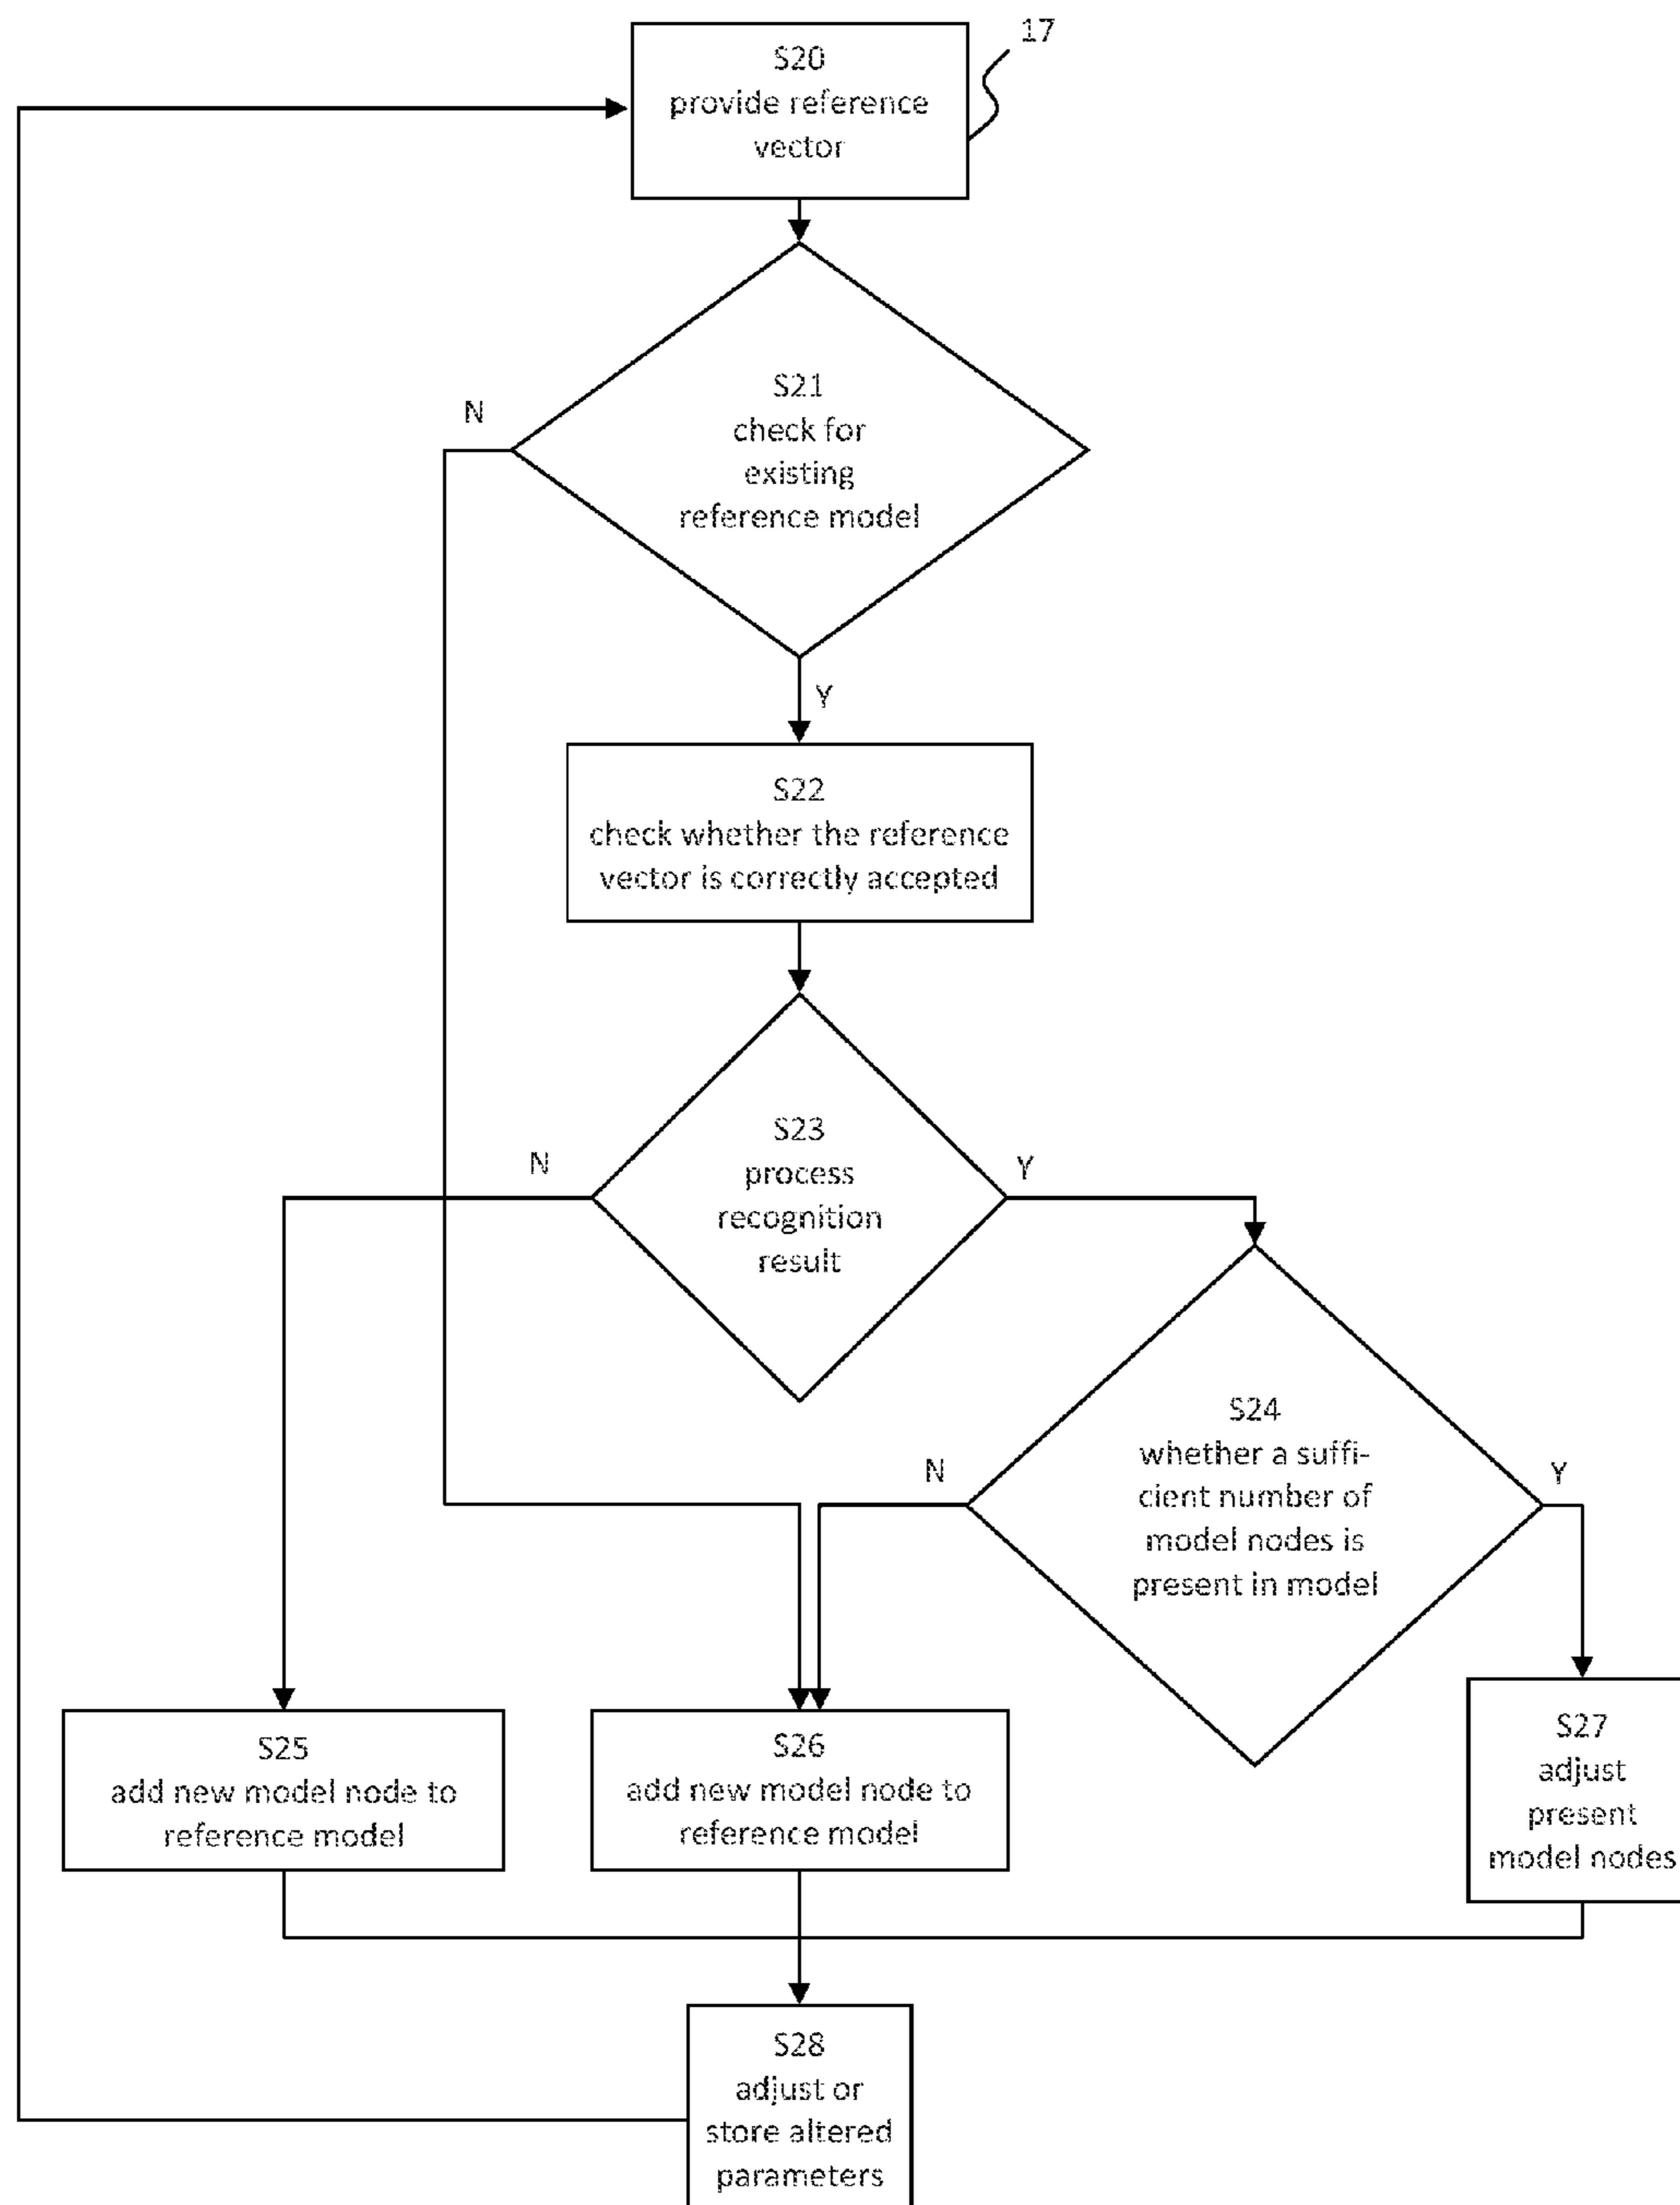 17
S20
provide reference
vector
S21
check for
existing
reference model
N
Y
S22
check whether the reference
vector is correctly accepted
S23
process
recognition
result
N
Y
S24
whether a suffi-
cient number of
model nodes is
present in model
N
Y
S25
add new model node to
reference model
S26
add new model node to
reference model
S27
adjust
present
model nodes
S28
adjust or
store altered
parameters